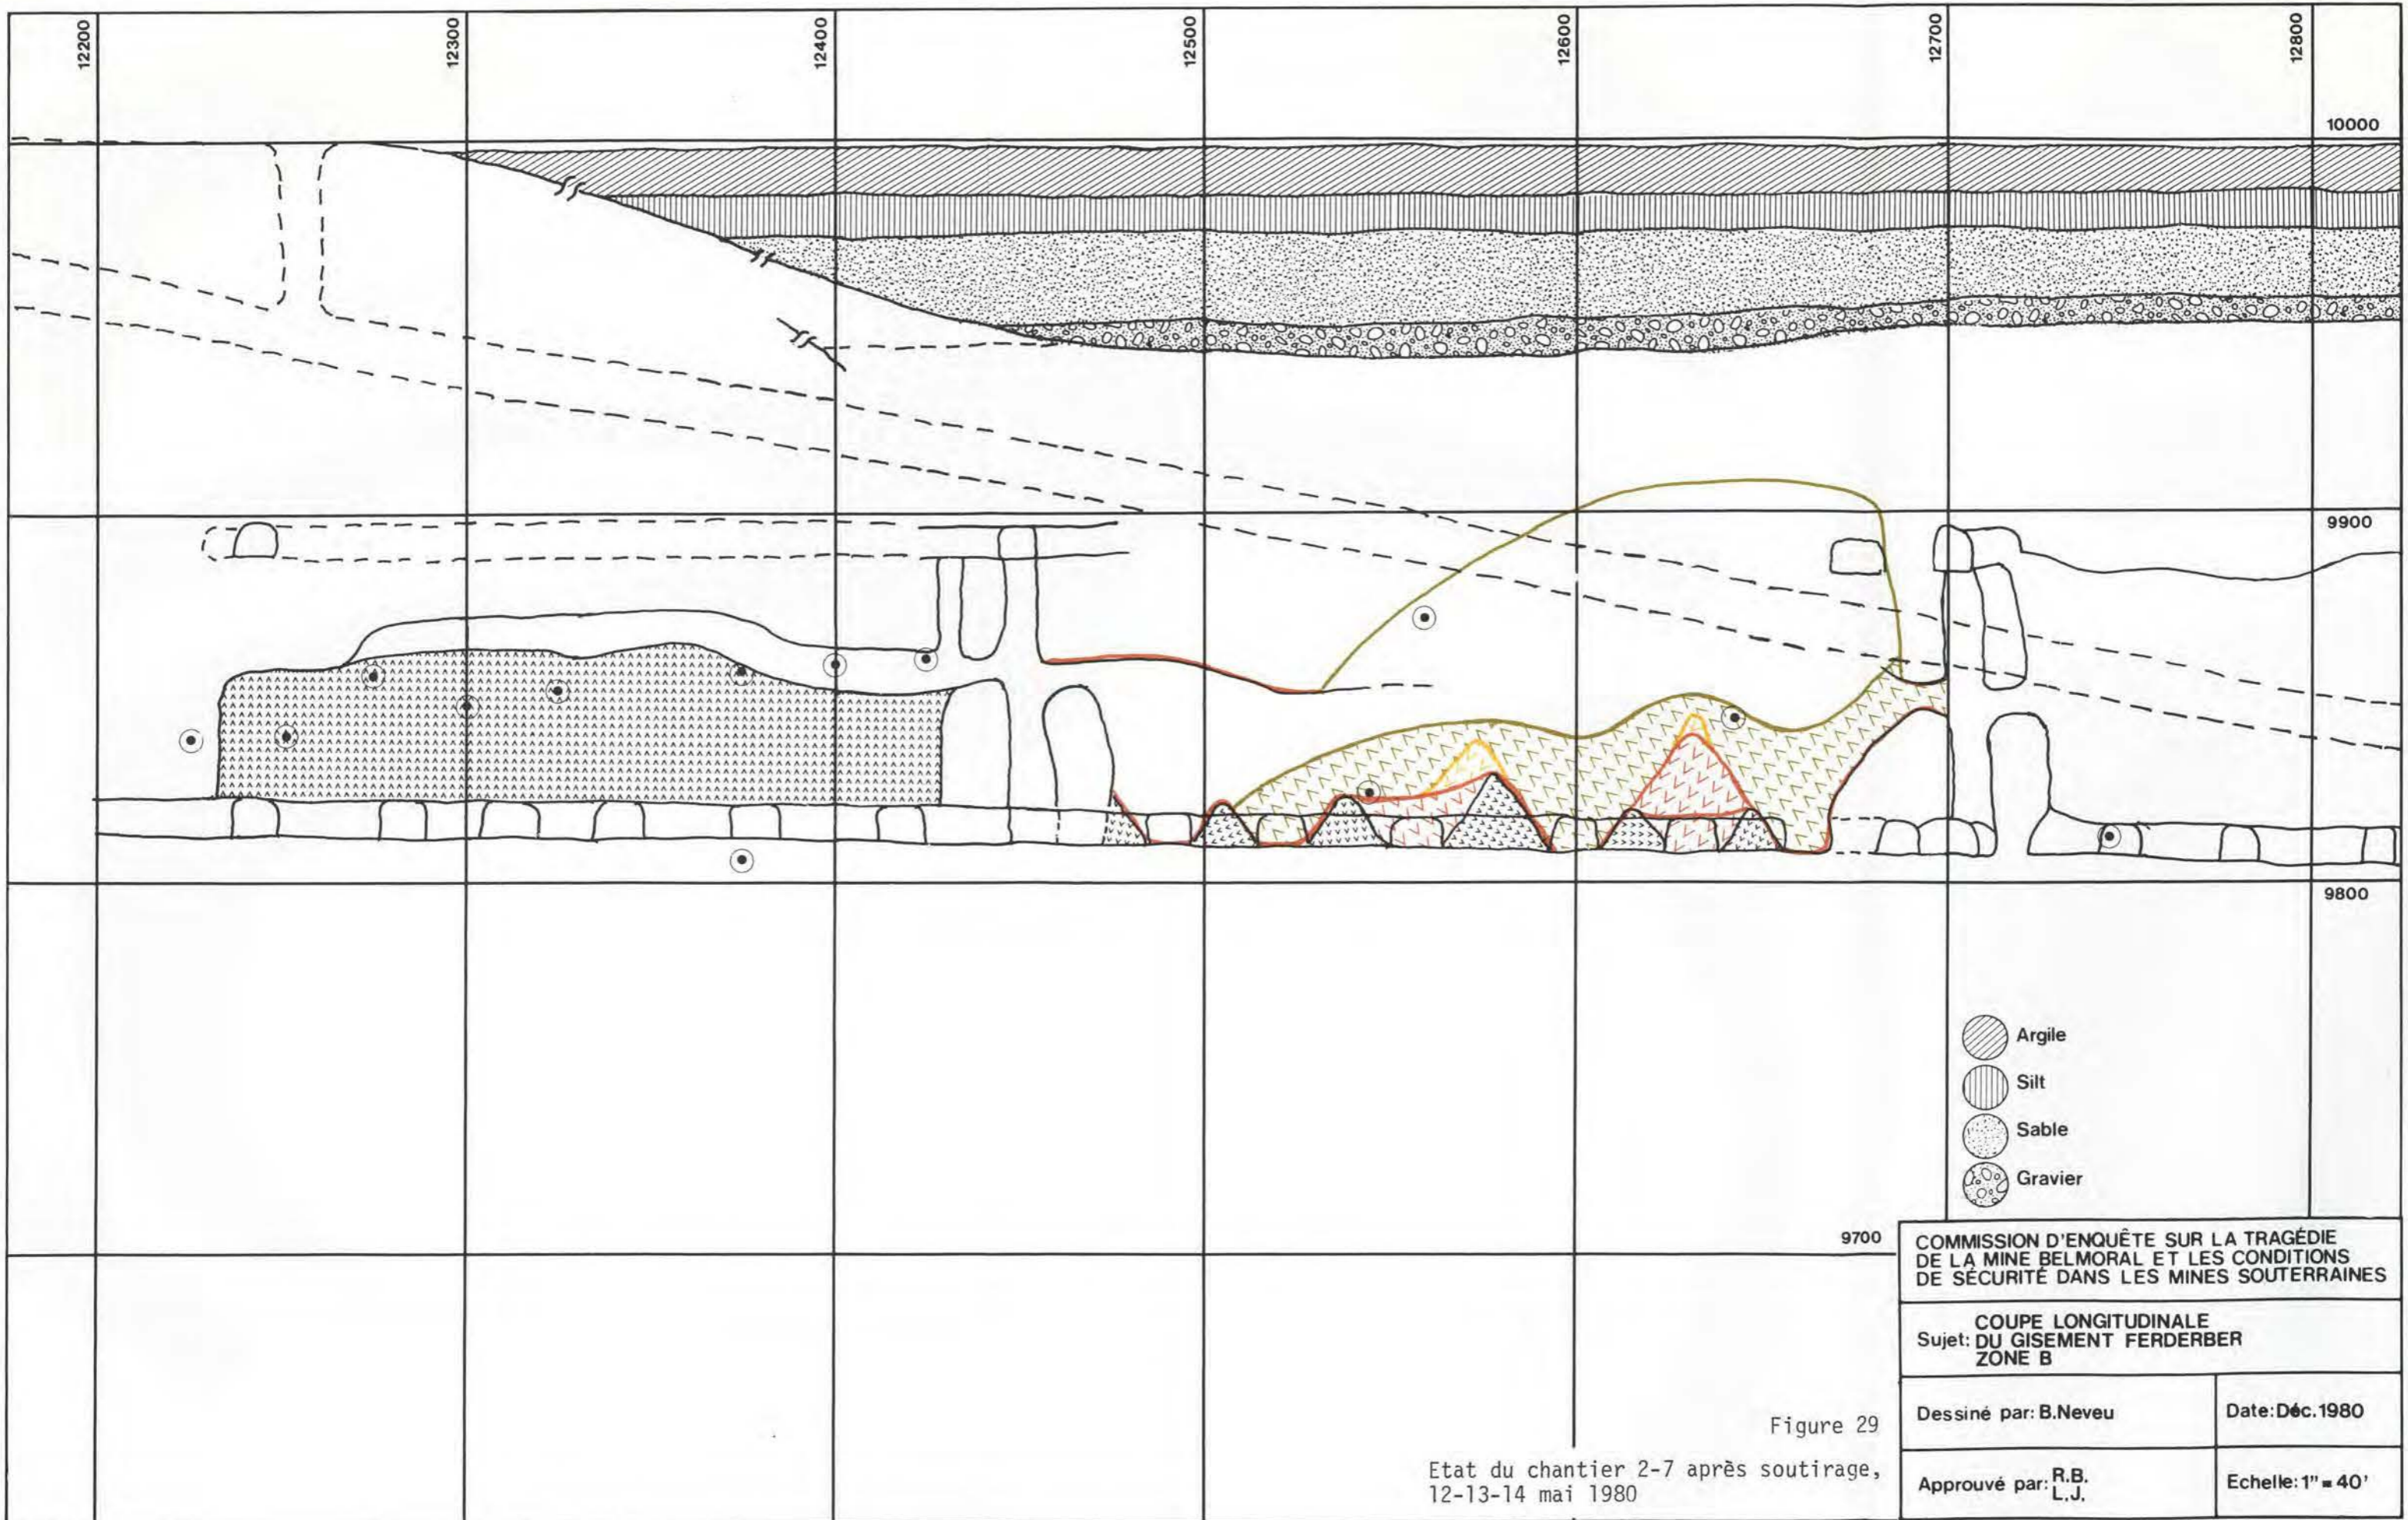 12200
12300
12400
12500
12600
12700
12800
10000
9900
9800
Argile
Silt
Sable
Gravier
9700
COMMISSION D'ENQUÊTE SUR LA TRAGÉDIE
DE LA MINE BELMORAL ET LES CONDITIONS
DE SÉCURITÉ DANS LES MINES SOUTERRAINES
COUPE LONGITUDINALE
Sujet: DU GISEMENT FERDERBER
ZONE B
Dessiné par: B.Neveu
Date: Déc. 1980
Approuvé par: R.B.
L.J.
Echelle: 1" = 40'
Figure 29
Etat du chantier 2-7 après soutirage,
12-13-14 mai 1980